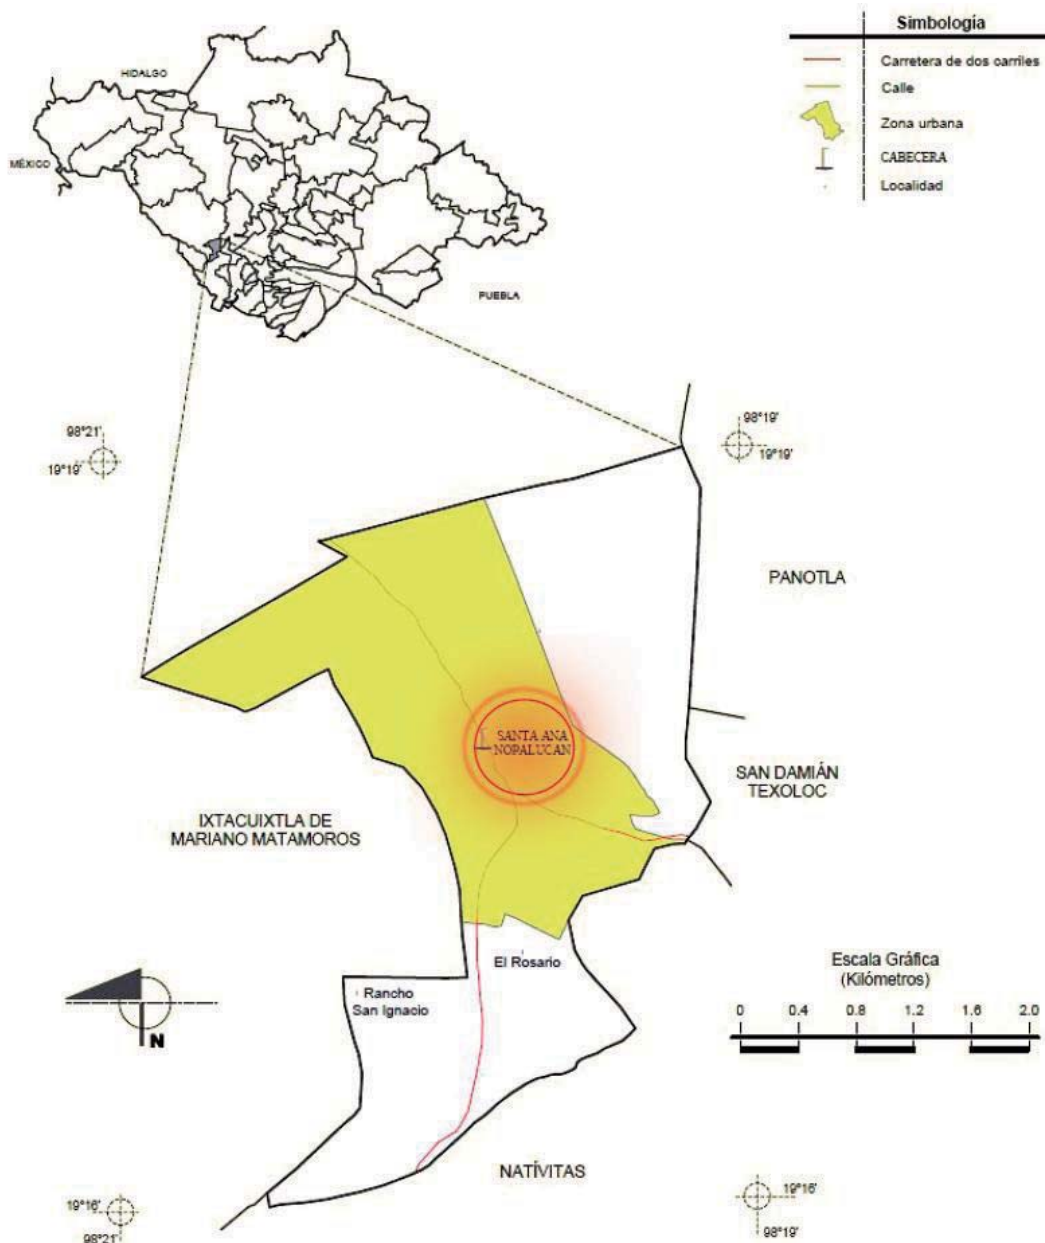 Simbología
Carretera de dos carriles
Calle
Zona urbana
CABECERA
Localidad
HIDALGO
MÉXICO
PUEBLA
98°21'
19°19'
98°19'
19°19'
PANOTLA
SANTA ANA
NOPALUCAN
SAN DAMIÁN
TEXOLOC
IXTACUIXTLA DE
MARIANO MATAMOROS
El Rosario
Rancho
San Ignacio
Escala Gráfica
(Kilómetros)
0 0.4 0.8 1.2 1.6 2.0
N
NATÍVITAS
19°16'
98°21'
19°16'
98°19'